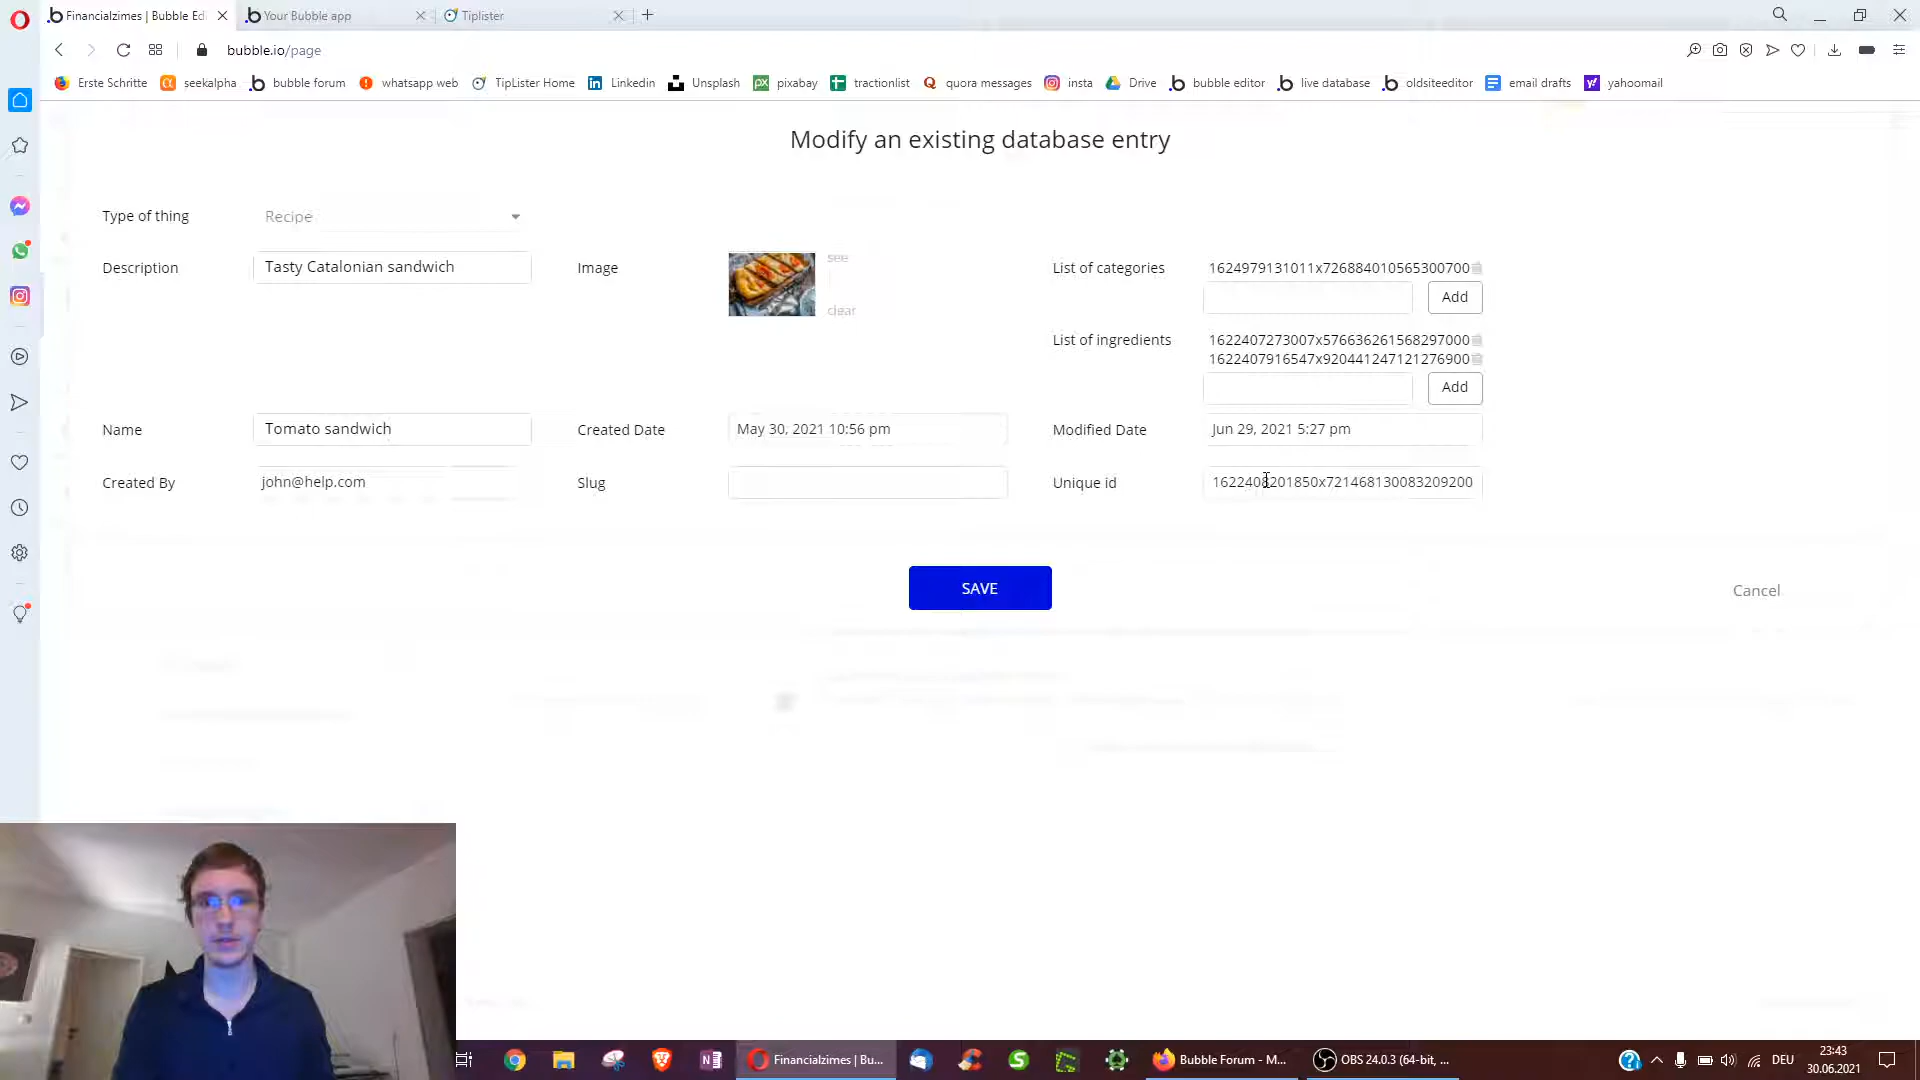 Financialzimes | Bubble Edi
Your Bubble app
Tiplister
bubble.io/page
Erste Schritte
seekalpha
bubble forum
whatsapp web
TipLister Home
Linkedin
Unsplash
pixabay
tractionlist
quora messages
insta
Drive
bubble editor
live database
oldsiteeditor
email drafts
yahoomail
Modify an existing database entry
Type of thing
Recipe
Description
Tasty Catalonian sandwich
Image
see
clear
List of categories
1624979131011x726884010565300700
Add
List of ingredients
1622407273007x576636261568297000
1622407916547x920441247121276900
Add
Name
Tomato sandwich
Created Date
May 30, 2021 10:56 pm
Modified Date
Jun 29, 2021 5:27 pm
Created By
john@help.com
Slug
Unique id
1622408201850x721468130083209200
SAVE
Cancel
Financialzimes | Bu...
Bubble Forum - M...
OBS 24.0.3 (64-bit, ...
DEU
23:43
30.06.2021